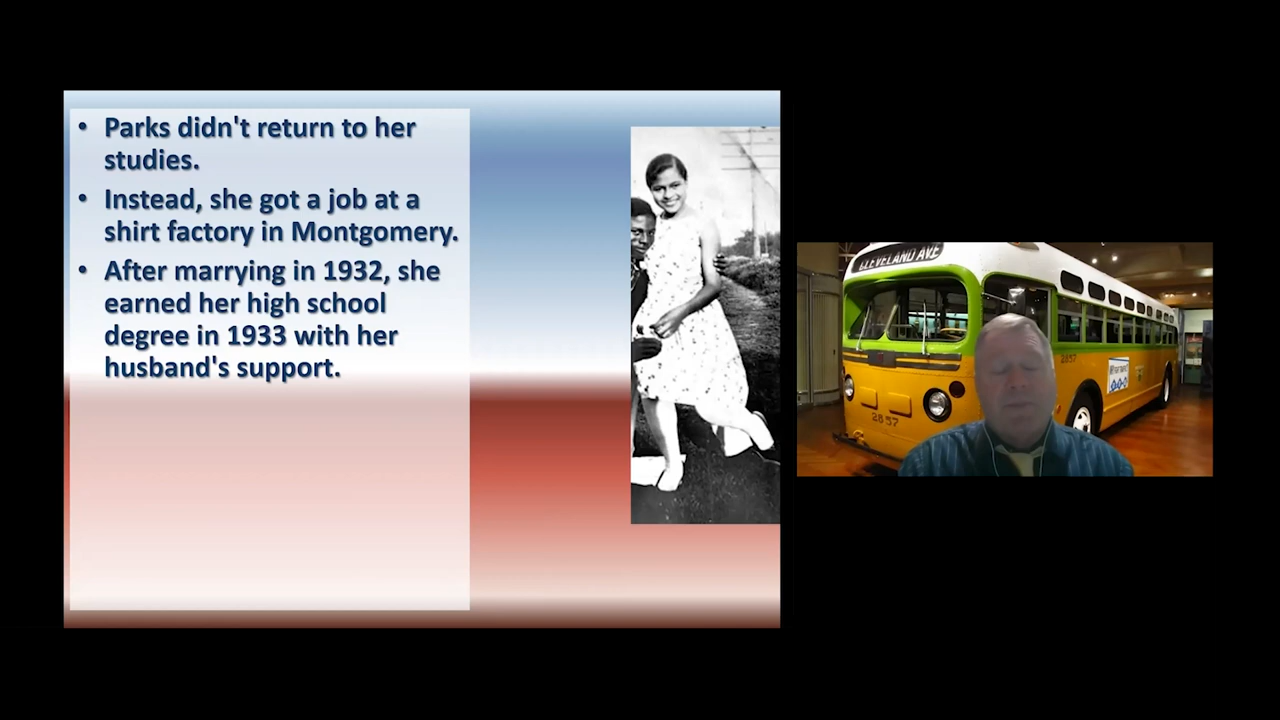 • Parks didn't return to her
studies.
• Instead, she got a job at a
shirt factory in Montgomery.
• After marrying in 1932, she
earned her high school
degree in 1933 with her
husband's support.
CLEVELAND AVE
2857
2857